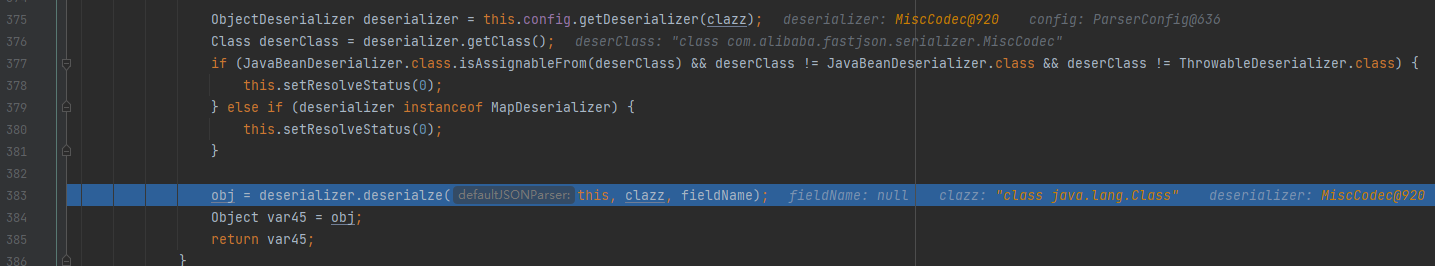 375 ObjectDeserializer deserializer = this.config.getDeserializer(clazz); deserializer: MiscCodec@920 config: ParserConfig@636
376 Class deserClass = deserializer.getClass(); deserClass: "class com.alibaba.fastjson.serializer.MiscCodec"
377 if (JavaBeanDeserializer.class.isAssignableFrom(deserClass) && deserClass != JavaBeanDeserializer.class && deserClass != ThrowableDeserializer.class) {
378 this.setResolveStatus(0);
379 } else if (deserializer instanceof MapDeserializer) {
380 this.setResolveStatus(0);
381 }
382
383 obj = deserializer.deserialze( defaultJSONParser: this, clazz, fieldName); fieldName: null clazz: "class java.lang.Class" deserializer: MiscCodec@920
384 Object var45 = obj;
385 return var45;
386 }